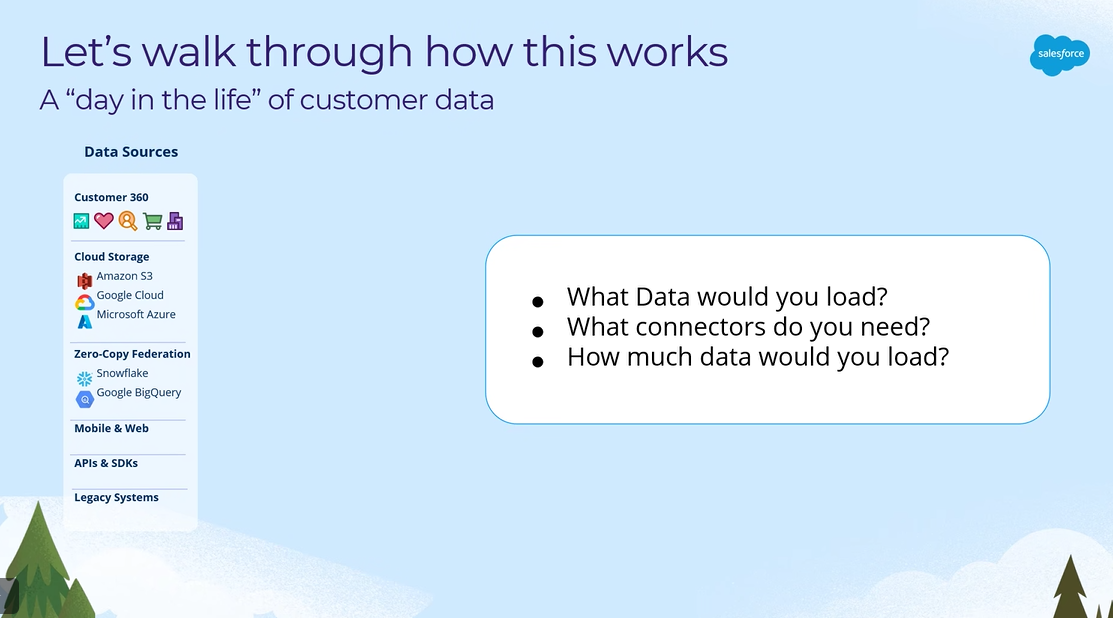 Let’s walk through how this works
A “day in the life” of customer data
salesforce
Data Sources
Customer 360
Cloud Storage
Amazon S3
Google Cloud
Microsoft Azure
Zero-Copy Federation
Snowflake
Google BigQuery
Mobile & Web
APIs & SDKs
Legacy Systems
● What Data would you load?
● What connectors do you need?
● How much data would you load?